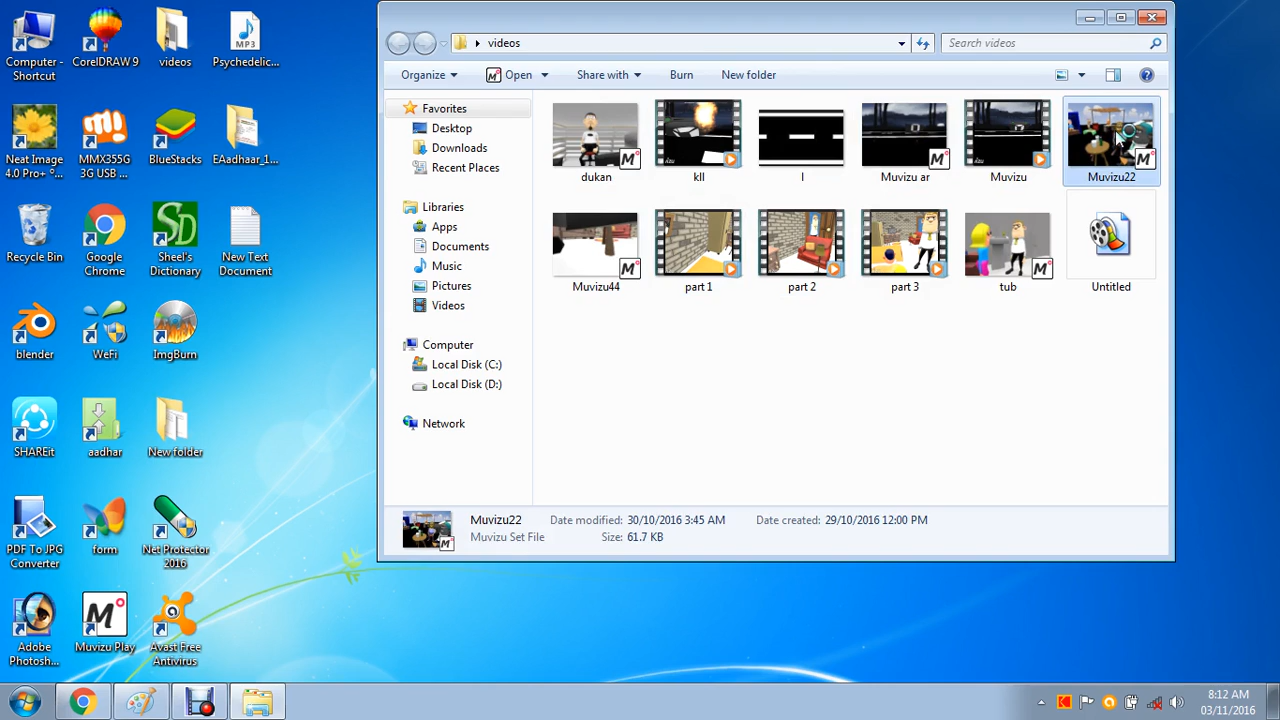 Computer - Shortcut
CorelDRAW 9
videos
Psychedelic...
Neat Image 4.0 Pro+ °...
MMX355G 3G USB ...
BlueStacks
EAadhaar_1...
Recycle Bin
Google Chrome
Sheel's Dictionary
New Text Document
blender
WeFi
ImgBurn
SHAREit
aadhar
New folder
PDF To JPG Converter
form
Net Protector 2016
Adobe Photosh...
Muvizu Play
Avast Free Antivirus
videos
Search videos
Organize
Open
Share with
Burn
New folder
Favorites
Desktop
Downloads
Recent Places
Libraries
Apps
Documents
Music
Pictures
Videos
Computer
Local Disk (C:)
Local Disk (D:)
Network
dukan
kll
l
Muvizu ar
Muvizu
Muvizu22
Muvizu44
part 1
part 2
part 3
tub
Untitled
Muvizu22
Date modified: 30/10/2016 3:45 AM
Date created: 29/10/2016 12:00 PM
Muvizu Set File
Size: 61.7 KB
8:12 AM
03/11/2016